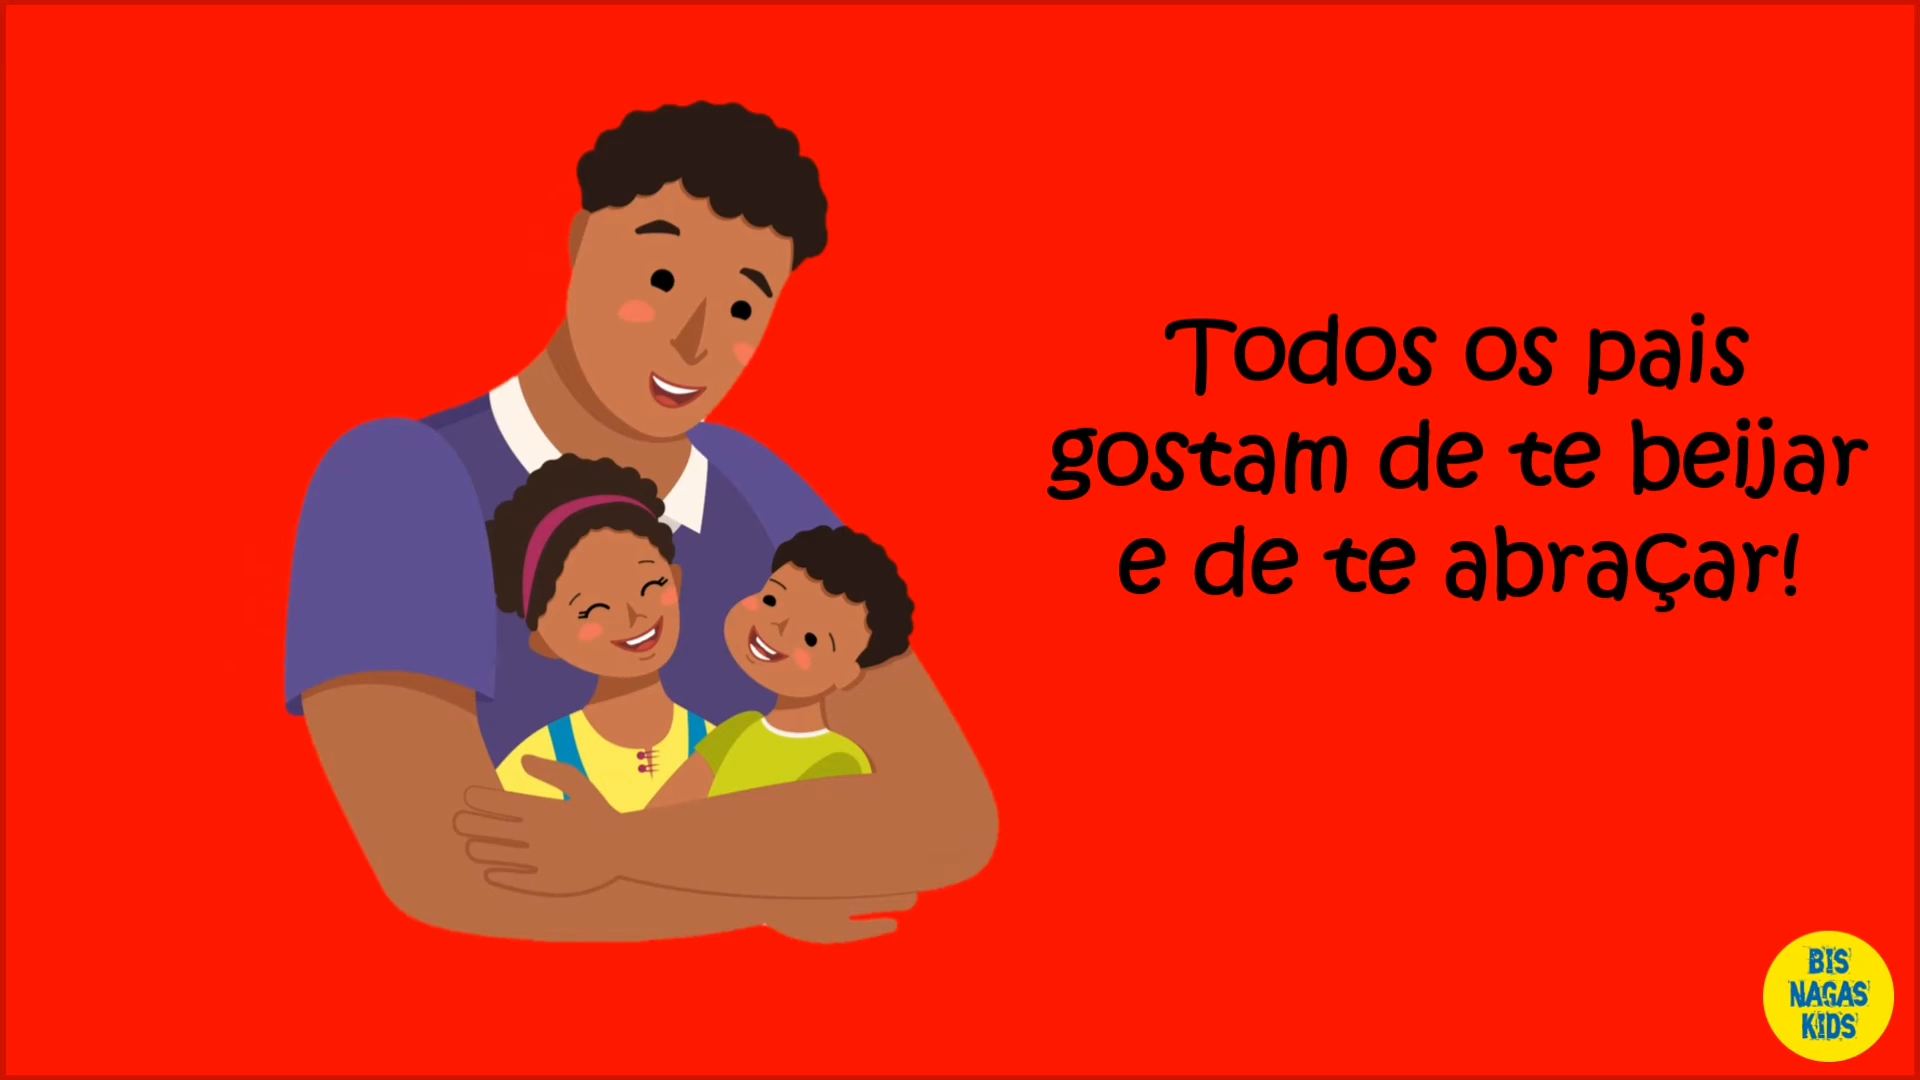 Todos os pais
gostam de te beijar
e de te abraçar!
BIS
NAGAS
KIDS